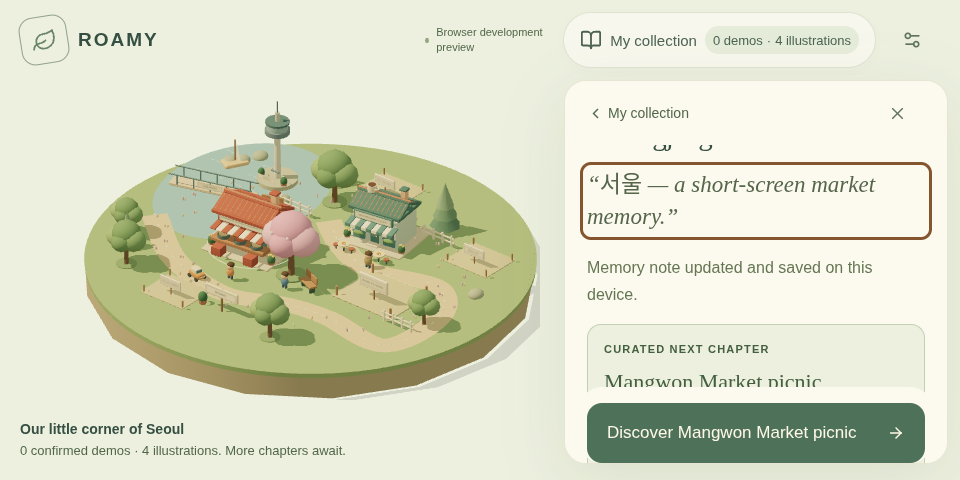 ROAMY
Browser development
preview
My collection
0 demos · 4 illustrations
My collection
“서울 — a short-screen market
memory.”
Memory note updated and saved on this
device.
CURATED NEXT CHAPTER
Mangwon Market picnic
Discover Mangwon Market picnic
Our little corner of Seoul
0 confirmed demos · 4 illustrations. More chapters await.